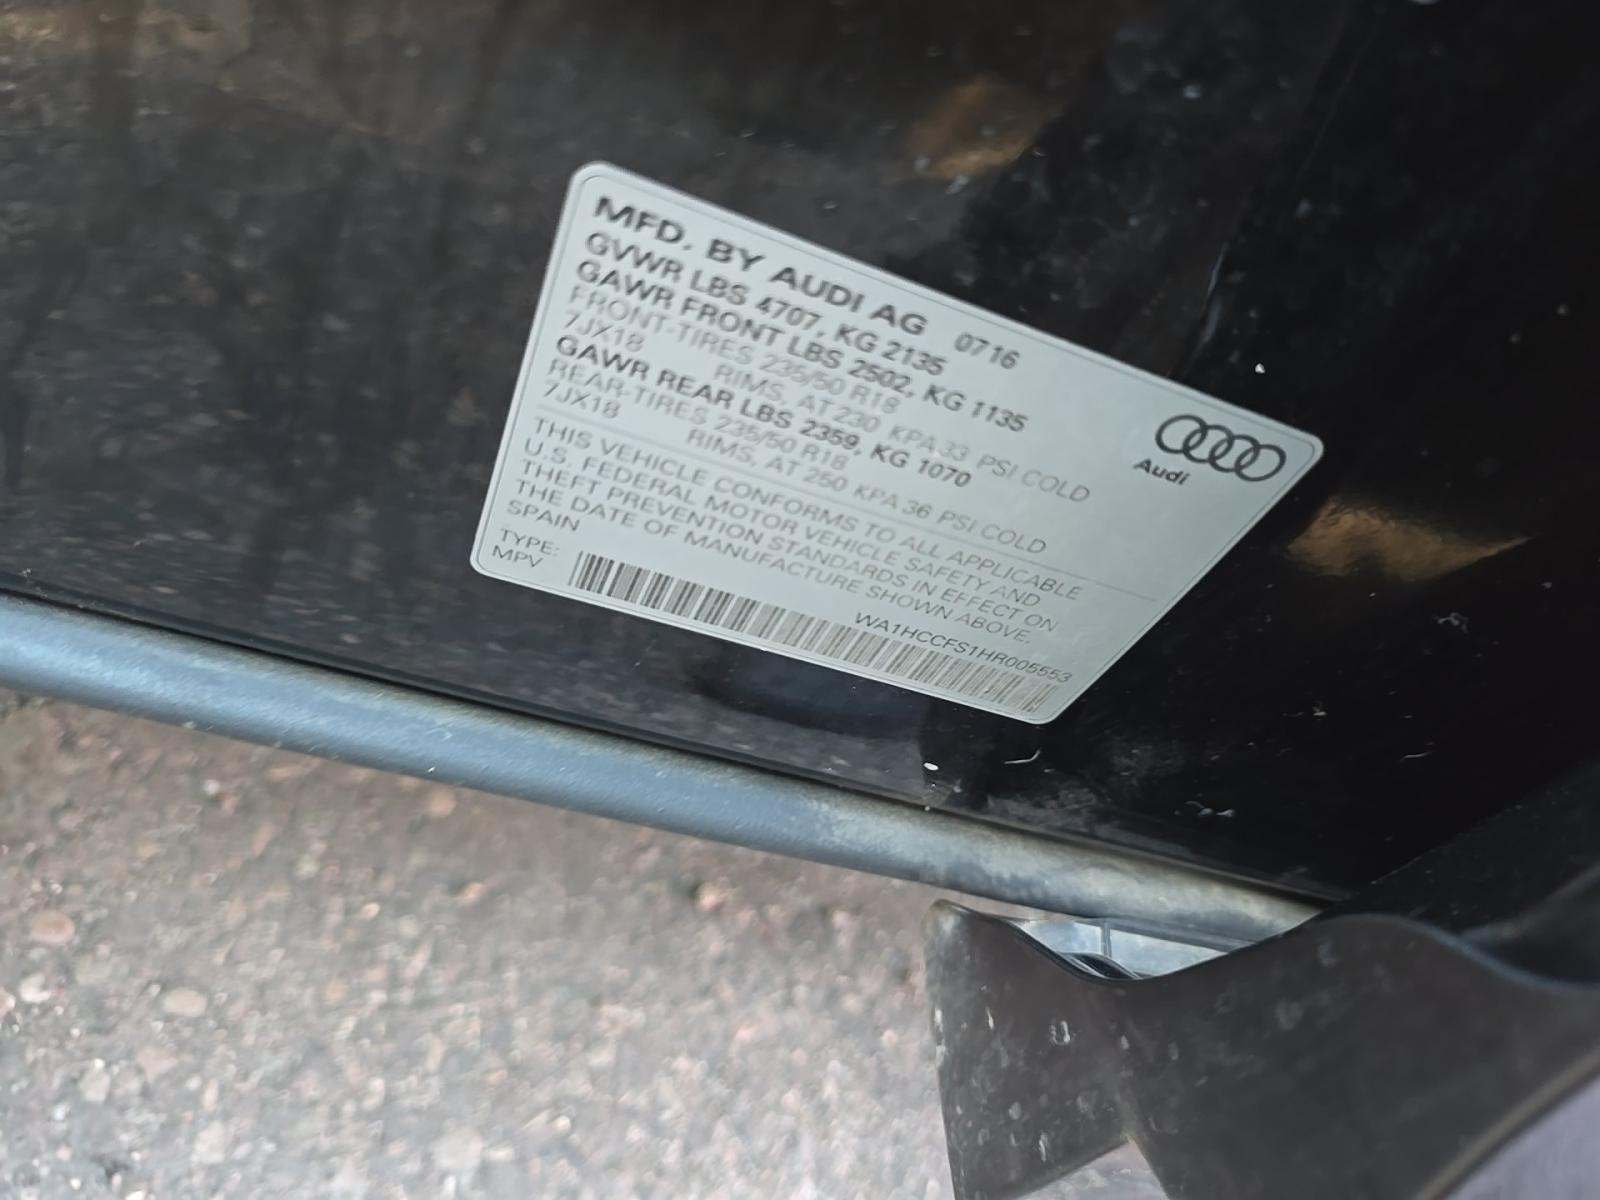 MFD. BY AUDI AG 0716
GVWR LBS 4707, KG 2135
GAWR FRONT LBS 2502, KG 1135
FRONT-TIRES 235/50 R18
7JX18 RIMS, AT 230 KPA 33 PSI COLD
GAWR REAR LBS 2359, KG 1070
REAR-TIRES 235/50 R18
7JX18 RIMS, AT 250 KPA 36 PSI COLD
THIS VEHICLE CONFORMS TO ALL APPLICABLE
U.S. FEDERAL MOTOR VEHICLE SAFETY AND
THEFT PREVENTION STANDARDS IN EFFECT ON
THE DATE OF MANUFACTURE SHOWN ABOVE.
SPAIN
WA1HCCFS1HR005553
TYPE:
MPV
Audi